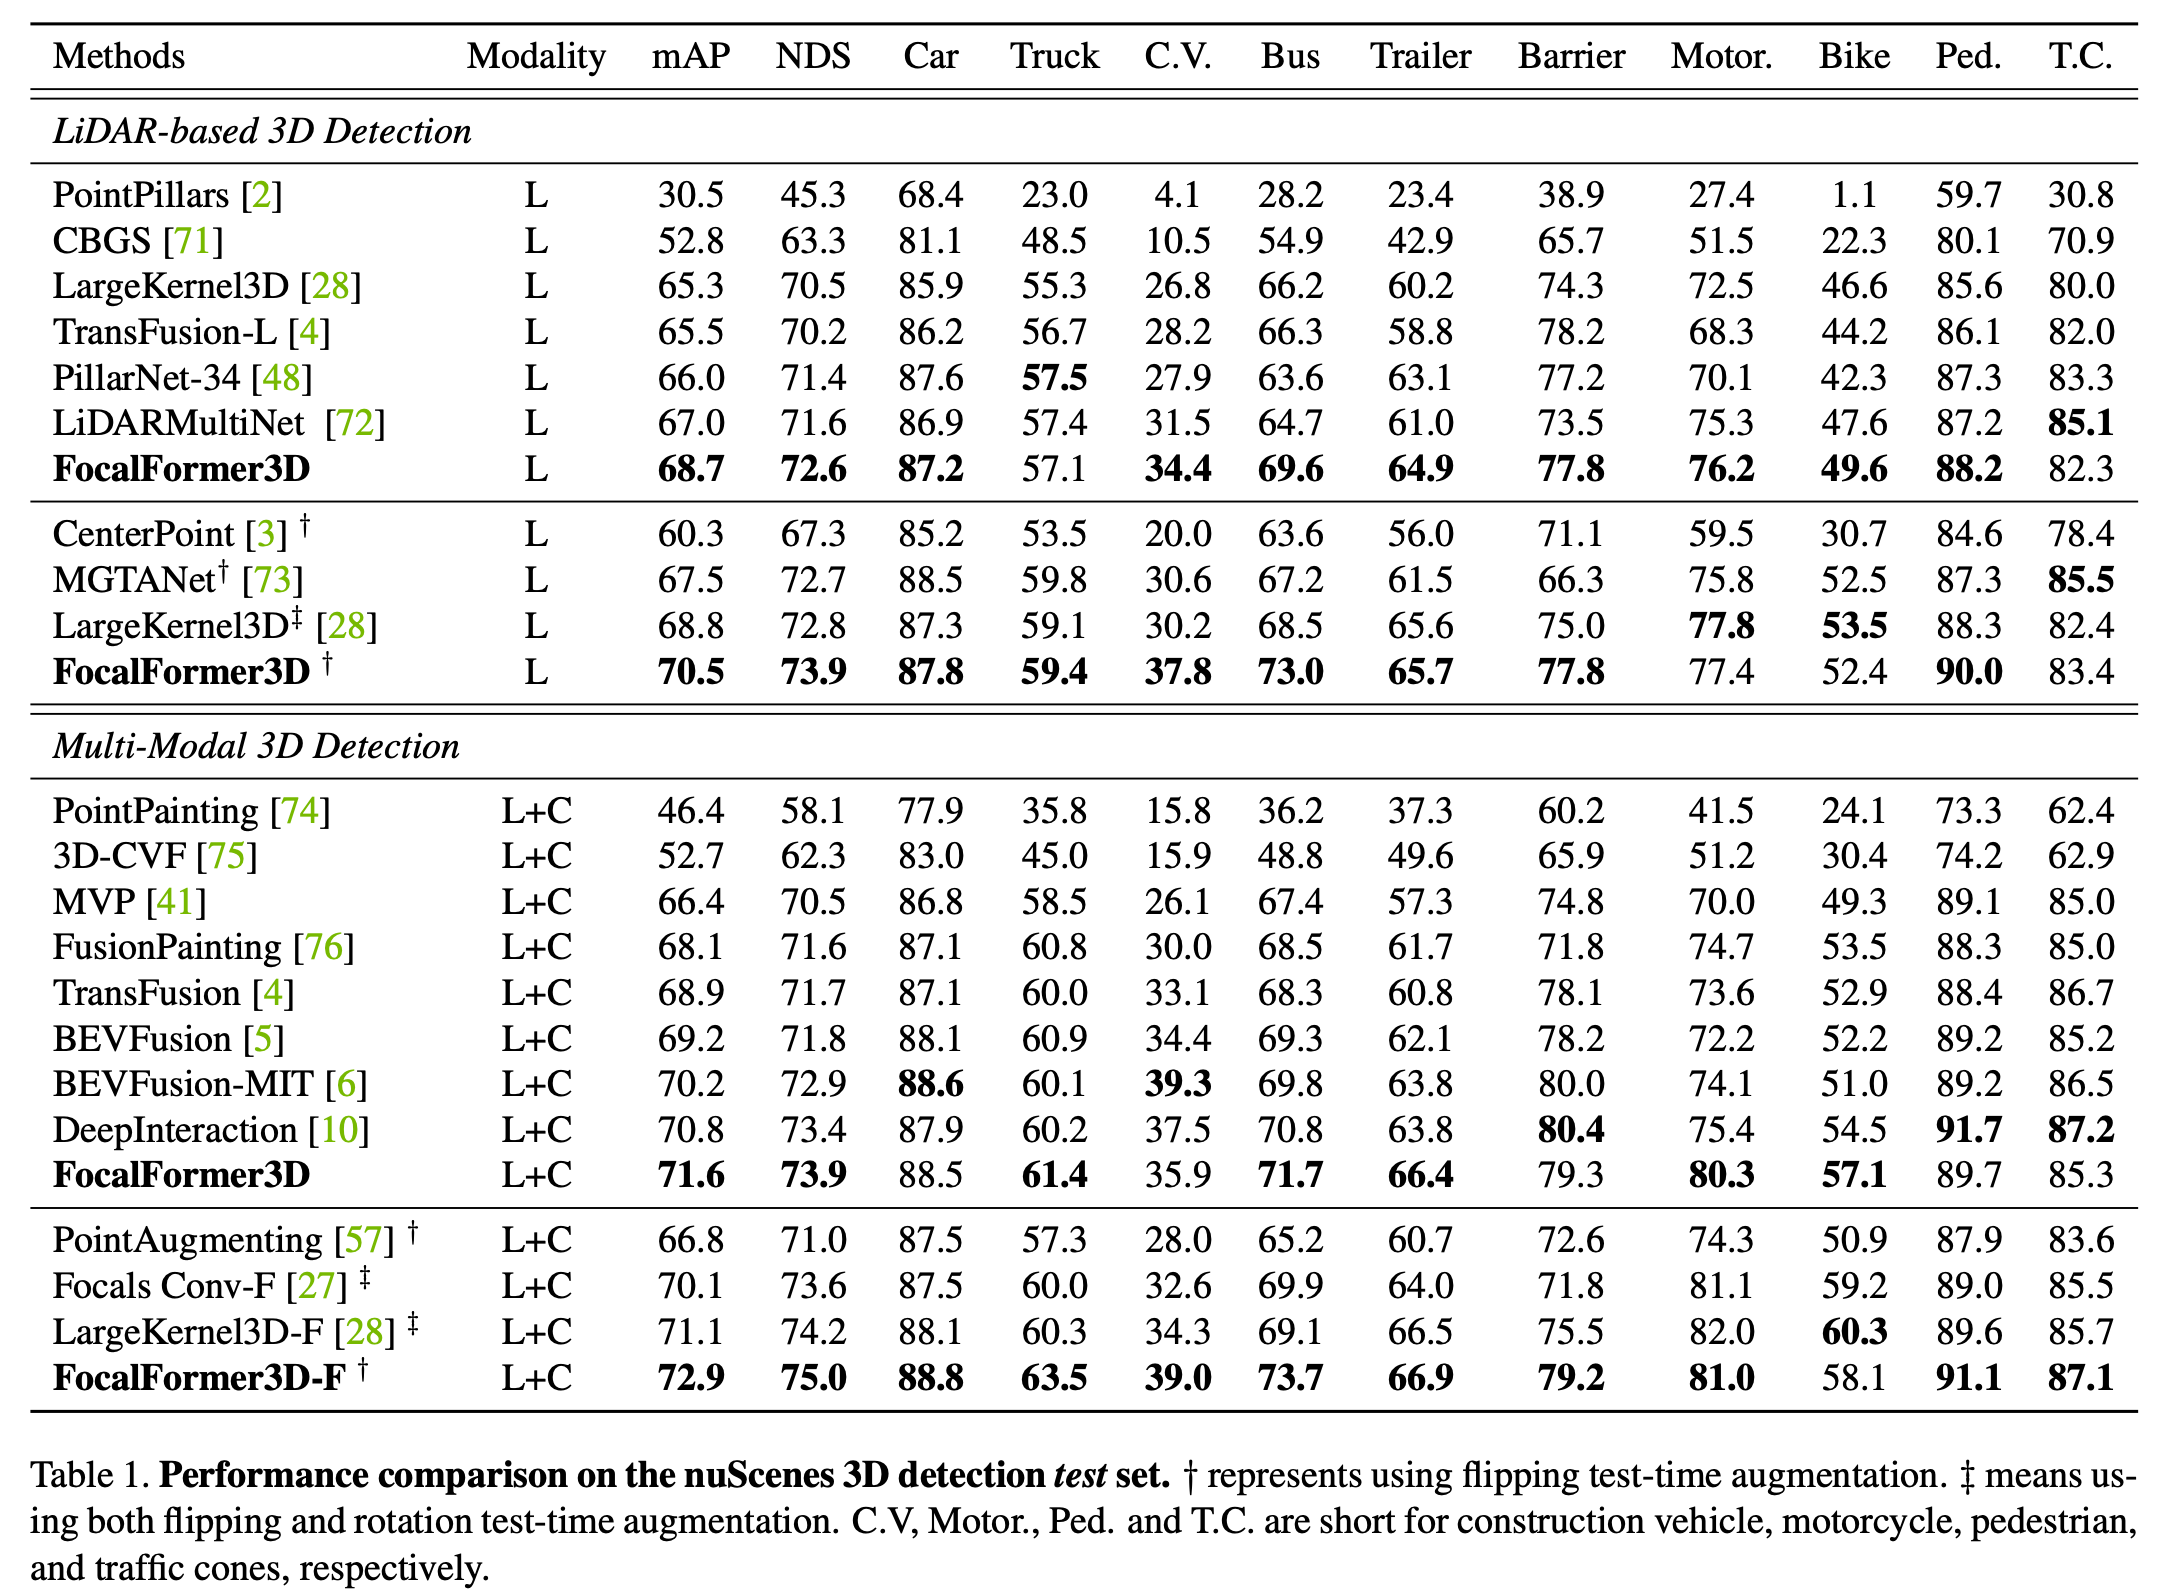 Methods Modality mAP NDS Car Truck C.V. Bus Trailer Barrier Motor. Bike Ped. T.C.
LiDAR-based 3D Detection
PointPillars [2] L 30.5 45.3 68.4 23.0 4.1 28.2 23.4 38.9 27.4 1.1 59.7 30.8
CBGS [71] L 52.8 63.3 81.1 48.5 10.5 54.9 42.9 65.7 51.5 22.3 80.1 70.9
LargeKernel3D [28] L 65.3 70.5 85.9 55.3 26.8 66.2 60.2 74.3 72.5 46.6 85.6 80.0
TransFusion-L [4] L 65.5 70.2 86.2 56.7 28.2 66.3 58.8 78.2 68.3 44.2 86.1 82.0
PillarNet-34 [48] L 66.0 71.4 87.6 57.5 27.9 63.6 63.1 77.2 70.1 42.3 87.3 83.3
LiDARMultiNet [72] L 67.0 71.6 86.9 57.4 31.5 64.7 61.0 73.5 75.3 47.6 87.2 85.1
FocalFormer3D L 68.7 72.6 87.2 57.1 34.4 69.6 64.9 77.8 76.2 49.6 88.2 82.3
CenterPoint [3] † L 60.3 67.3 85.2 53.5 20.0 63.6 56.0 71.1 59.5 30.7 84.6 78.4
MGTANet† [73] L 67.5 72.7 88.5 59.8 30.6 67.2 61.5 66.3 75.8 52.5 87.3 85.5
LargeKernel3D‡ [28] L 68.8 72.8 87.3 59.1 30.2 68.5 65.6 75.0 77.8 53.5 88.3 82.4
FocalFormer3D † L 70.5 73.9 87.8 59.4 37.8 73.0 65.7 77.8 77.4 52.4 90.0 83.4
Multi-Modal 3D Detection
PointPainting [74] L+C 46.4 58.1 77.9 35.8 15.8 36.2 37.3 60.2 41.5 24.1 73.3 62.4
3D-CVF [75] L+C 52.7 62.3 83.0 45.0 15.9 48.8 49.6 65.9 51.2 30.4 74.2 62.9
MVP [41] L+C 66.4 70.5 86.8 58.5 26.1 67.4 57.3 74.8 70.0 49.3 89.1 85.0
FusionPainting [76] L+C 68.1 71.6 87.1 60.8 30.0 68.5 61.7 71.8 74.7 53.5 88.3 85.0
TransFusion [4] L+C 68.9 71.7 87.1 60.0 33.1 68.3 60.8 78.1 73.6 52.9 88.4 86.7
BEVFusion [5] L+C 69.2 71.8 88.1 60.9 34.4 69.3 62.1 78.2 72.2 52.2 89.2 85.2
BEVFusion-MIT [6] L+C 70.2 72.9 88.6 60.1 39.3 69.8 63.8 80.0 74.1 51.0 89.2 86.5
DeepInteraction [10] L+C 70.8 73.4 87.9 60.2 37.5 70.8 63.8 80.4 75.4 54.5 91.7 87.2
FocalFormer3D L+C 71.6 73.9 88.5 61.4 35.9 71.7 66.4 79.3 80.3 57.1 89.7 85.3
PointAugmenting [57] † L+C 66.8 71.0 87.5 57.3 28.0 65.2 60.7 72.6 74.3 50.9 87.9 83.6
Focals Conv-F [27] ‡ L+C 70.1 73.6 87.5 60.0 32.6 69.9 64.0 71.8 81.1 59.2 89.0 85.5
LargeKernel3D-F [28] ‡ L+C 71.1 74.2 88.1 60.3 34.3 69.1 66.5 75.5 82.0 60.3 89.6 85.7
FocalFormer3D-F † L+C 72.9 75.0 88.8 63.5 39.0 73.7 66.9 79.2 81.0 58.1 91.1 87.1
Table 1. Performance comparison on the nuScenes 3D detection test set. † represents using flipping test-time augmentation. ‡ means us-
ing both flipping and rotation test-time augmentation. C.V, Motor., Ped. and T.C. are short for construction vehicle, motorcycle, pedestrian,
and traffic cones, respectively.